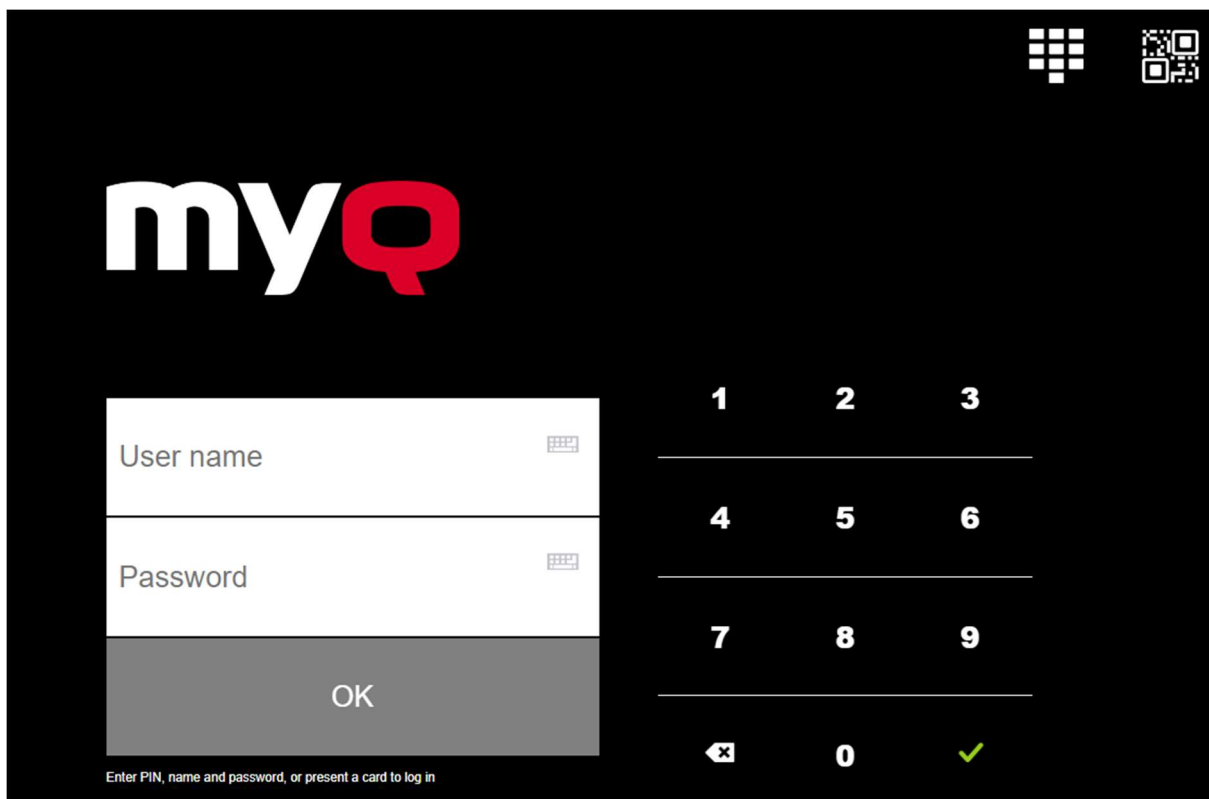 myQ
User name
Password
OK
Enter PIN, name and password, or present a card to log in
1 2 3
4 5 6
7 8 9
0